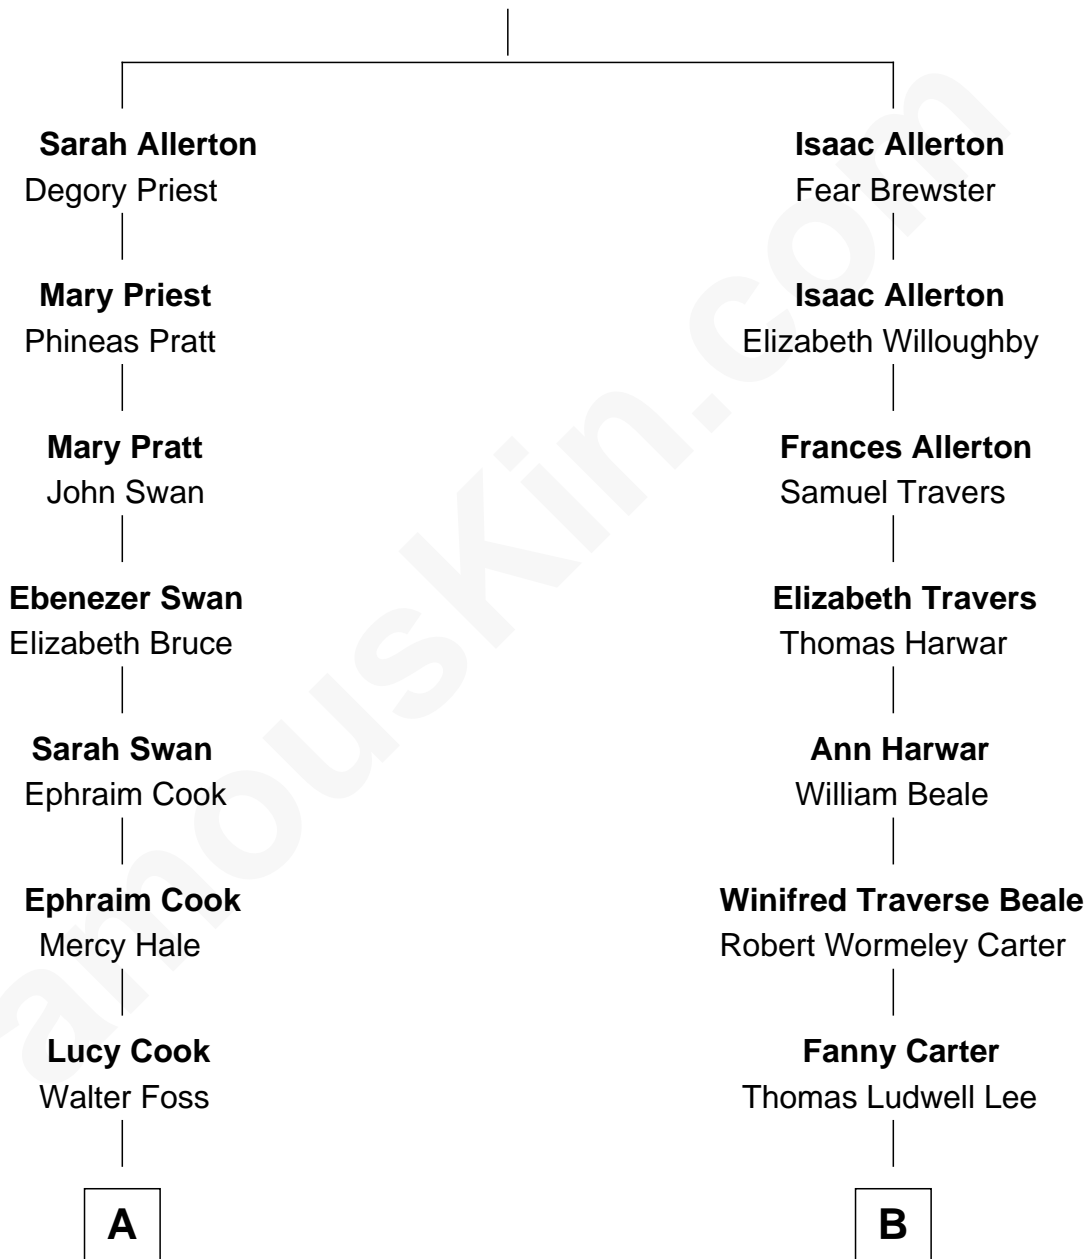 Sarah Allerton
Degory Priest
Mary Priest
Phineas Pratt
Mary Pratt
John Swan
Ebenezer Swan
Elizabeth Bruce
Sarah Swan
Ephraim Cook
Ephraim Cook
Mercy Hale
Lucy Cook
Walter Foss
A
Isaac Allerton
Fear Brewster
Isaac Allerton
Elizabeth Willoughby
Frances Allerton
Samuel Travers
Elizabeth Travers
Thomas Harwar
Ann Harwar
William Beale
Winifred Traverse Beale
Robert Wormeley Carter
Fanny Carter
Thomas Ludwell Lee
B
amousKin.com